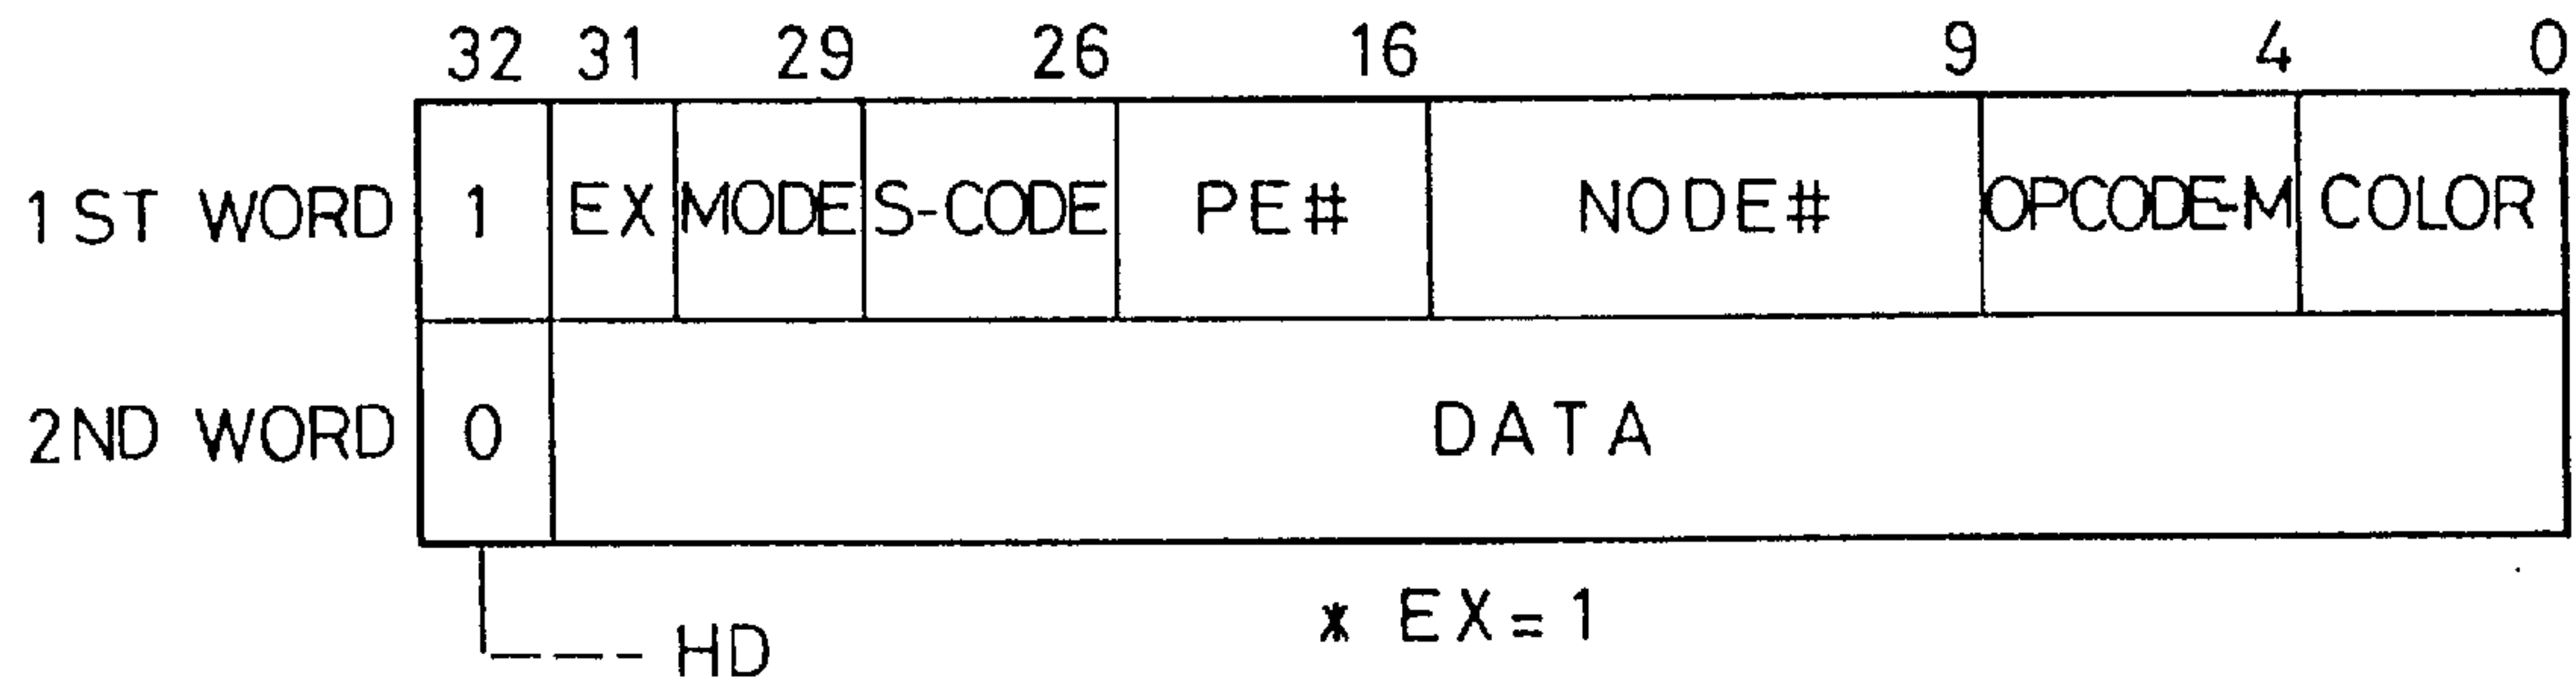 32 31 29 26 16 9 4 0
1ST WORD 1 EX MODE S-CODE PE# NODE# OPCODE-M COLOR
2ND WORD 0 DATA
* EX=1
HD